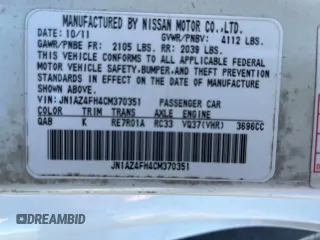 MANUFACTURED BY NISSAN MOTOR CO.,LTD.
DATE: 10/11 GVWR/PNBV: 4112 LBS.
GAWR/PNBE FR: 2105 LBS. RR: 2039 LBS.
THIS VEHICLE CONFORMS TO ALL APPLICABLE
FEDERAL MOTOR VEHICLE SAFETY,BUMPER,AND THEFT PREVENTION
STANDARDS IN EFFECT ON THE DATE OF MANUFACTURE SHOWN ABOVE.
VIN: JN1AZ4FH4CM370351 PASSENGER CAR
COLOR TRIM TRANS AXLE ENGINE
QAB K RE7R01A RC33 VQ37(VHR) 3696CC
JN1AZ4FH4CM370351
DREAMBID
DREAMBID.COM